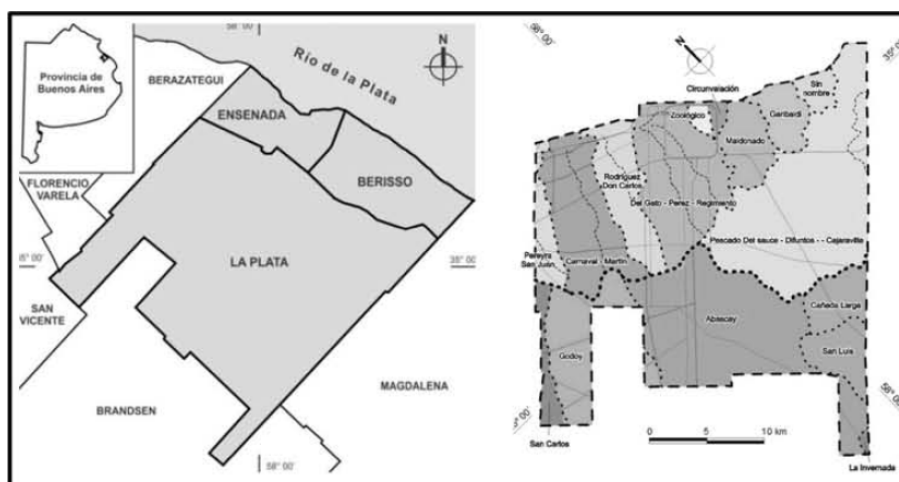 58° 00'
Provincia de
Buenos Aires
BERAZATEGUI
Río de la Plata
N
ENSENADA
BERISSO
FLORENCIO
VARELA
LA PLATA
35° 00'
SAN
VICENTE
BRANDSEN
MAGDALENA
58° 00'
N
Circunvalación
Zoológico
Sin
nombre
Garibardi
Maldonado
Rodríguez
Don Carlos
Del Gato - Perez - Regimiento
Pescado Del sauce - Difuntos - - Cajaraville
Pereyra
San Juan
Carnaval
Martín
Cañada Larga
Abascay
San Luis
Godoy
San Carlos
0 5 10 km
La Invernada